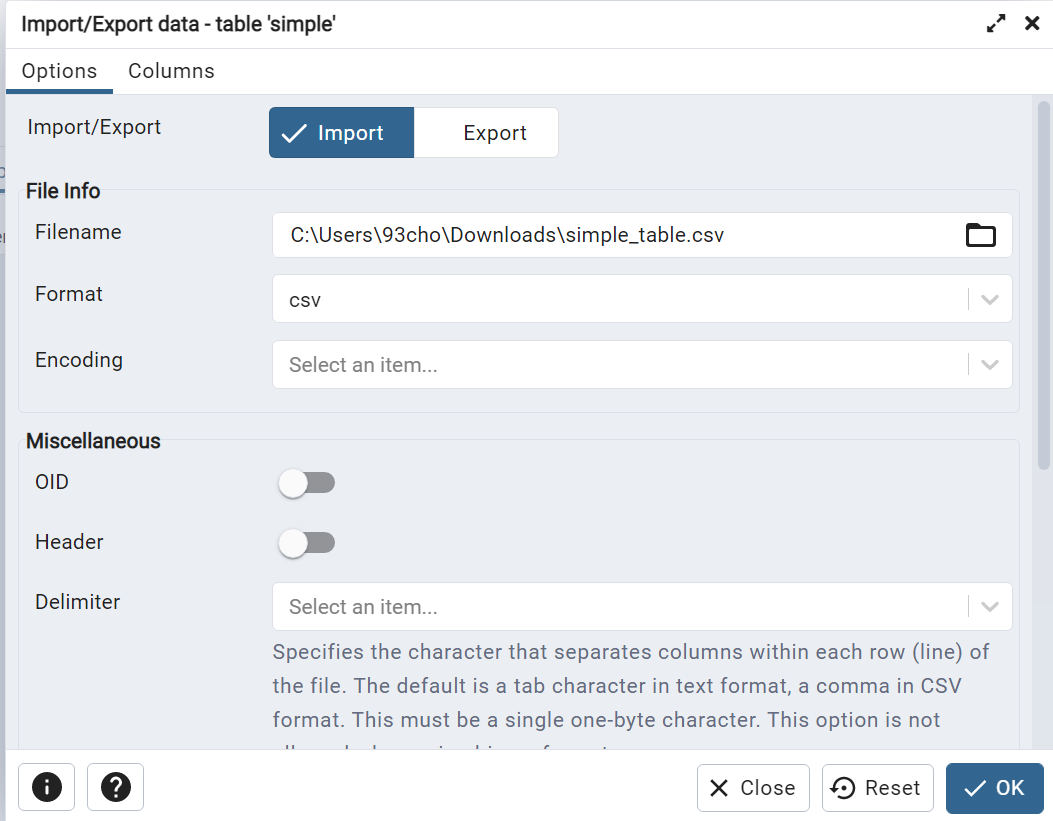 Import/Export data - table 'simple'
Options Columns
Import/Export Import Export
File Info
Filename C:\Users\93cho\Downloads\simple_table.csv
Format csv
Encoding Select an item...
Miscellaneous
OID
Header
Delimiter Select an item...
Specifies the character that separates columns within each row (line) of
the file. The default is a tab character in text format, a comma in CSV
format. This must be a single one-byte character. This option is not
Close Reset OK